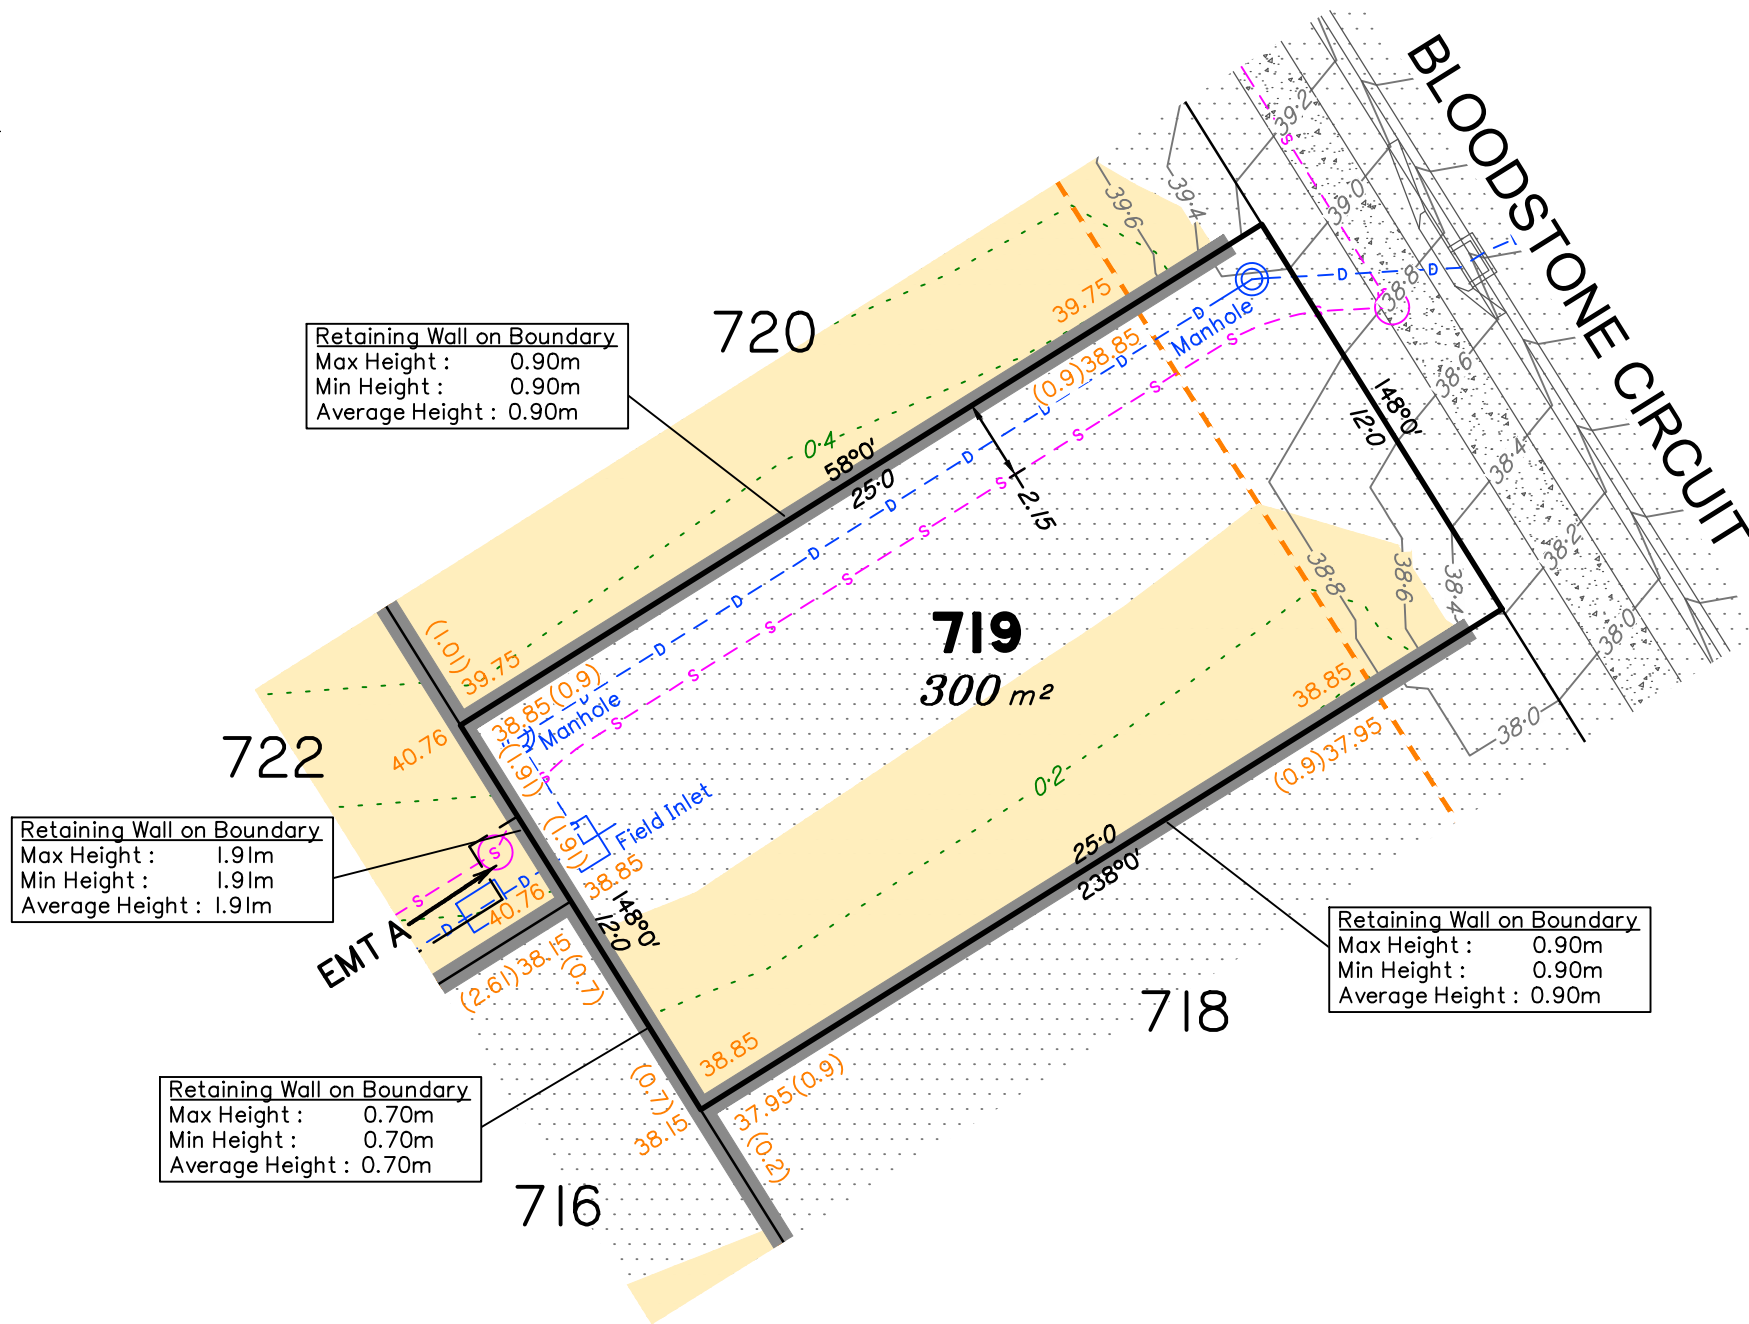 BLOODSTONE CIRCUIT
39·2
39·0
38·8
38·6
38·4
38·2
38·0
39·6
39·4
39.75
(0.9)38.85
Manhole
720
Retaining Wall on Boundary
Max Height : 0.90m
Min Height : 0.90m
Average Height : 0.90m
0·4
58°0'
25·0
2.15
148°0'
12·0
38·8
38·6
38·4
38·0
719
300 m²
(1.01)
39.75
38.85(0.9)
Manhole
(1.91)
40.76
722
Field Inlet
(1.91)
38.85
Retaining Wall on Boundary
Max Height : 1.91m
Min Height : 1.91m
Average Height : 1.91m
S
D
40.76
EMT A
148°0'
12·0
(2.61)38.15
(0.7)
0·2
38.85
(0.9)37.95
25·0
238°0'
718
Retaining Wall on Boundary
Max Height : 0.90m
Min Height : 0.90m
Average Height : 0.90m
38.85
37.95(0.9)
(0.7)
38.15
(0.2)
Retaining Wall on Boundary
Max Height : 0.70m
Min Height : 0.70m
Average Height : 0.70m
716